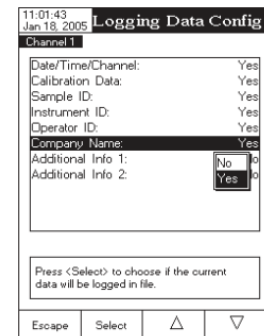 11:01:43
Jan 18, 2005
Logging Data Config
Channel 1
Date/Time/Channel: Yes
Calibration Data: Yes
Sample ID: Yes
Instrument ID: Yes
Operator ID: Yes
Company Name: Yes
Additional Info 1: No lo
Additional Info 2: Yes lo
Press <Select> to choose if the current
data will be logged in file.
Escape Select △ ▽